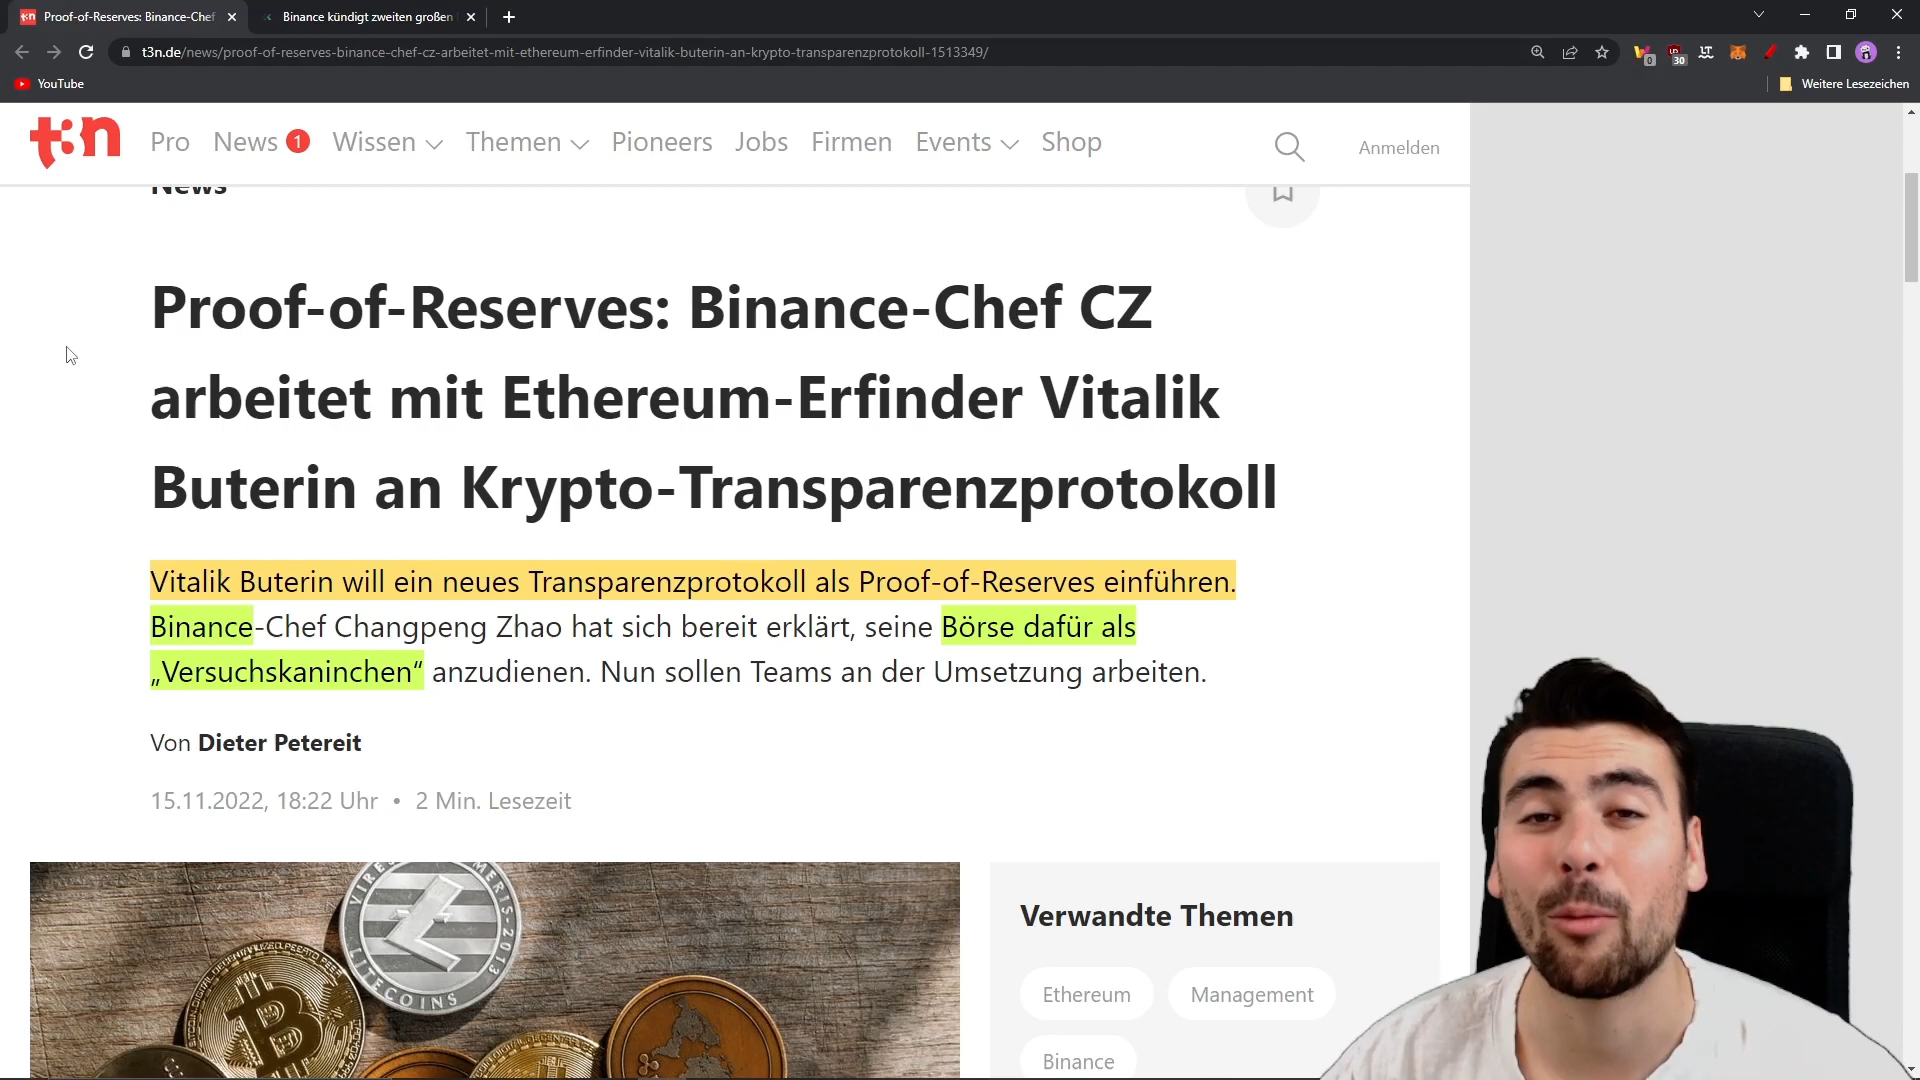 Proof-of-Reserves: Binance-Chef
Binance kündigt zweiten großen
t3n.de/news/proof-of-reserves-binance-chef-cz-arbeitet-mit-ethereum-erfinder-vitalik-buterin-an-krypto-transparenzprotokoll-1513349/
0
30
YouTube
Weitere Lesezeichen
t3n
Pro
News 1
Wissen
Themen
Pioneers
Jobs
Firmen
Events
Shop
Anmelden
News
Proof-of-Reserves: Binance-Chef CZ
arbeitet mit Ethereum-Erfinder Vitalik
Buterin an Krypto-Transparenzprotokoll
Vitalik Buterin will ein neues Transparenzprotokoll als Proof-of-Reserves einführen.
Binance-Chef Changpeng Zhao hat sich bereit erklärt, seine Börse dafür als
„Versuchskaninchen“ anzudienen. Nun sollen Teams an der Umsetzung arbeiten.
Von Dieter Petereit
15.11.2022, 18:22 Uhr • 2 Min. Lesezeit
LITECOINS
Verwandte Themen
Ethereum
Management
Binance